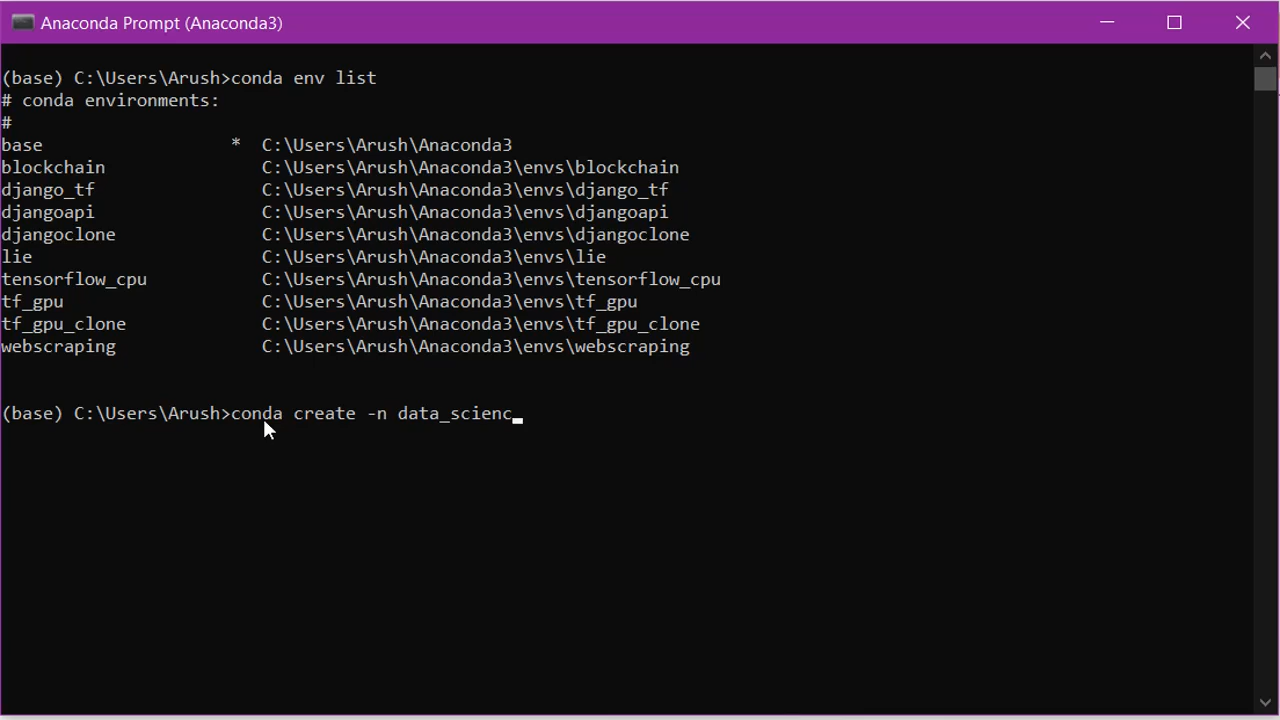 Anaconda Prompt (Anaconda3)
(base) C:\Users\Arush>conda env list
# conda environments:
#
base                  *  C:\Users\Arush\Anaconda3
blockchain               C:\Users\Arush\Anaconda3\envs\blockchain
django_tf                C:\Users\Arush\Anaconda3\envs\django_tf
djangoapi                C:\Users\Arush\Anaconda3\envs\djangoapi
djangoclone              C:\Users\Arush\Anaconda3\envs\djangoclone
lie                      C:\Users\Arush\Anaconda3\envs\lie
tensorflow_cpu           C:\Users\Arush\Anaconda3\envs\tensorflow_cpu
tf_gpu                   C:\Users\Arush\Anaconda3\envs\tf_gpu
tf_gpu_clone             C:\Users\Arush\Anaconda3\envs\tf_gpu_clone
webscraping              C:\Users\Arush\Anaconda3\envs\webscraping
(base) C:\Users\Arush>conda create -n data_scienc